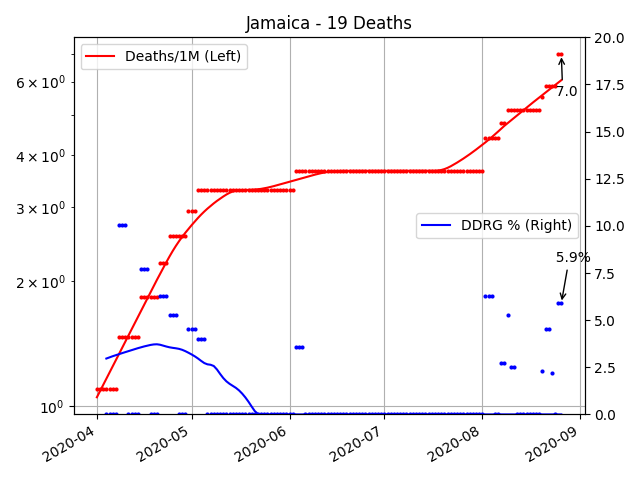 Jamaica - 19 Deaths
Deaths/1M (Left)
DDRG % (Right)
7.0
5.9%
6 × 10⁰
4 × 10⁰
3 × 10⁰
2 × 10⁰
10⁰
20.0
17.5
15.0
12.5
10.0
7.5
5.0
2.5
0.0
2020-04
2020-05
2020-06
2020-07
2020-08
2020-09